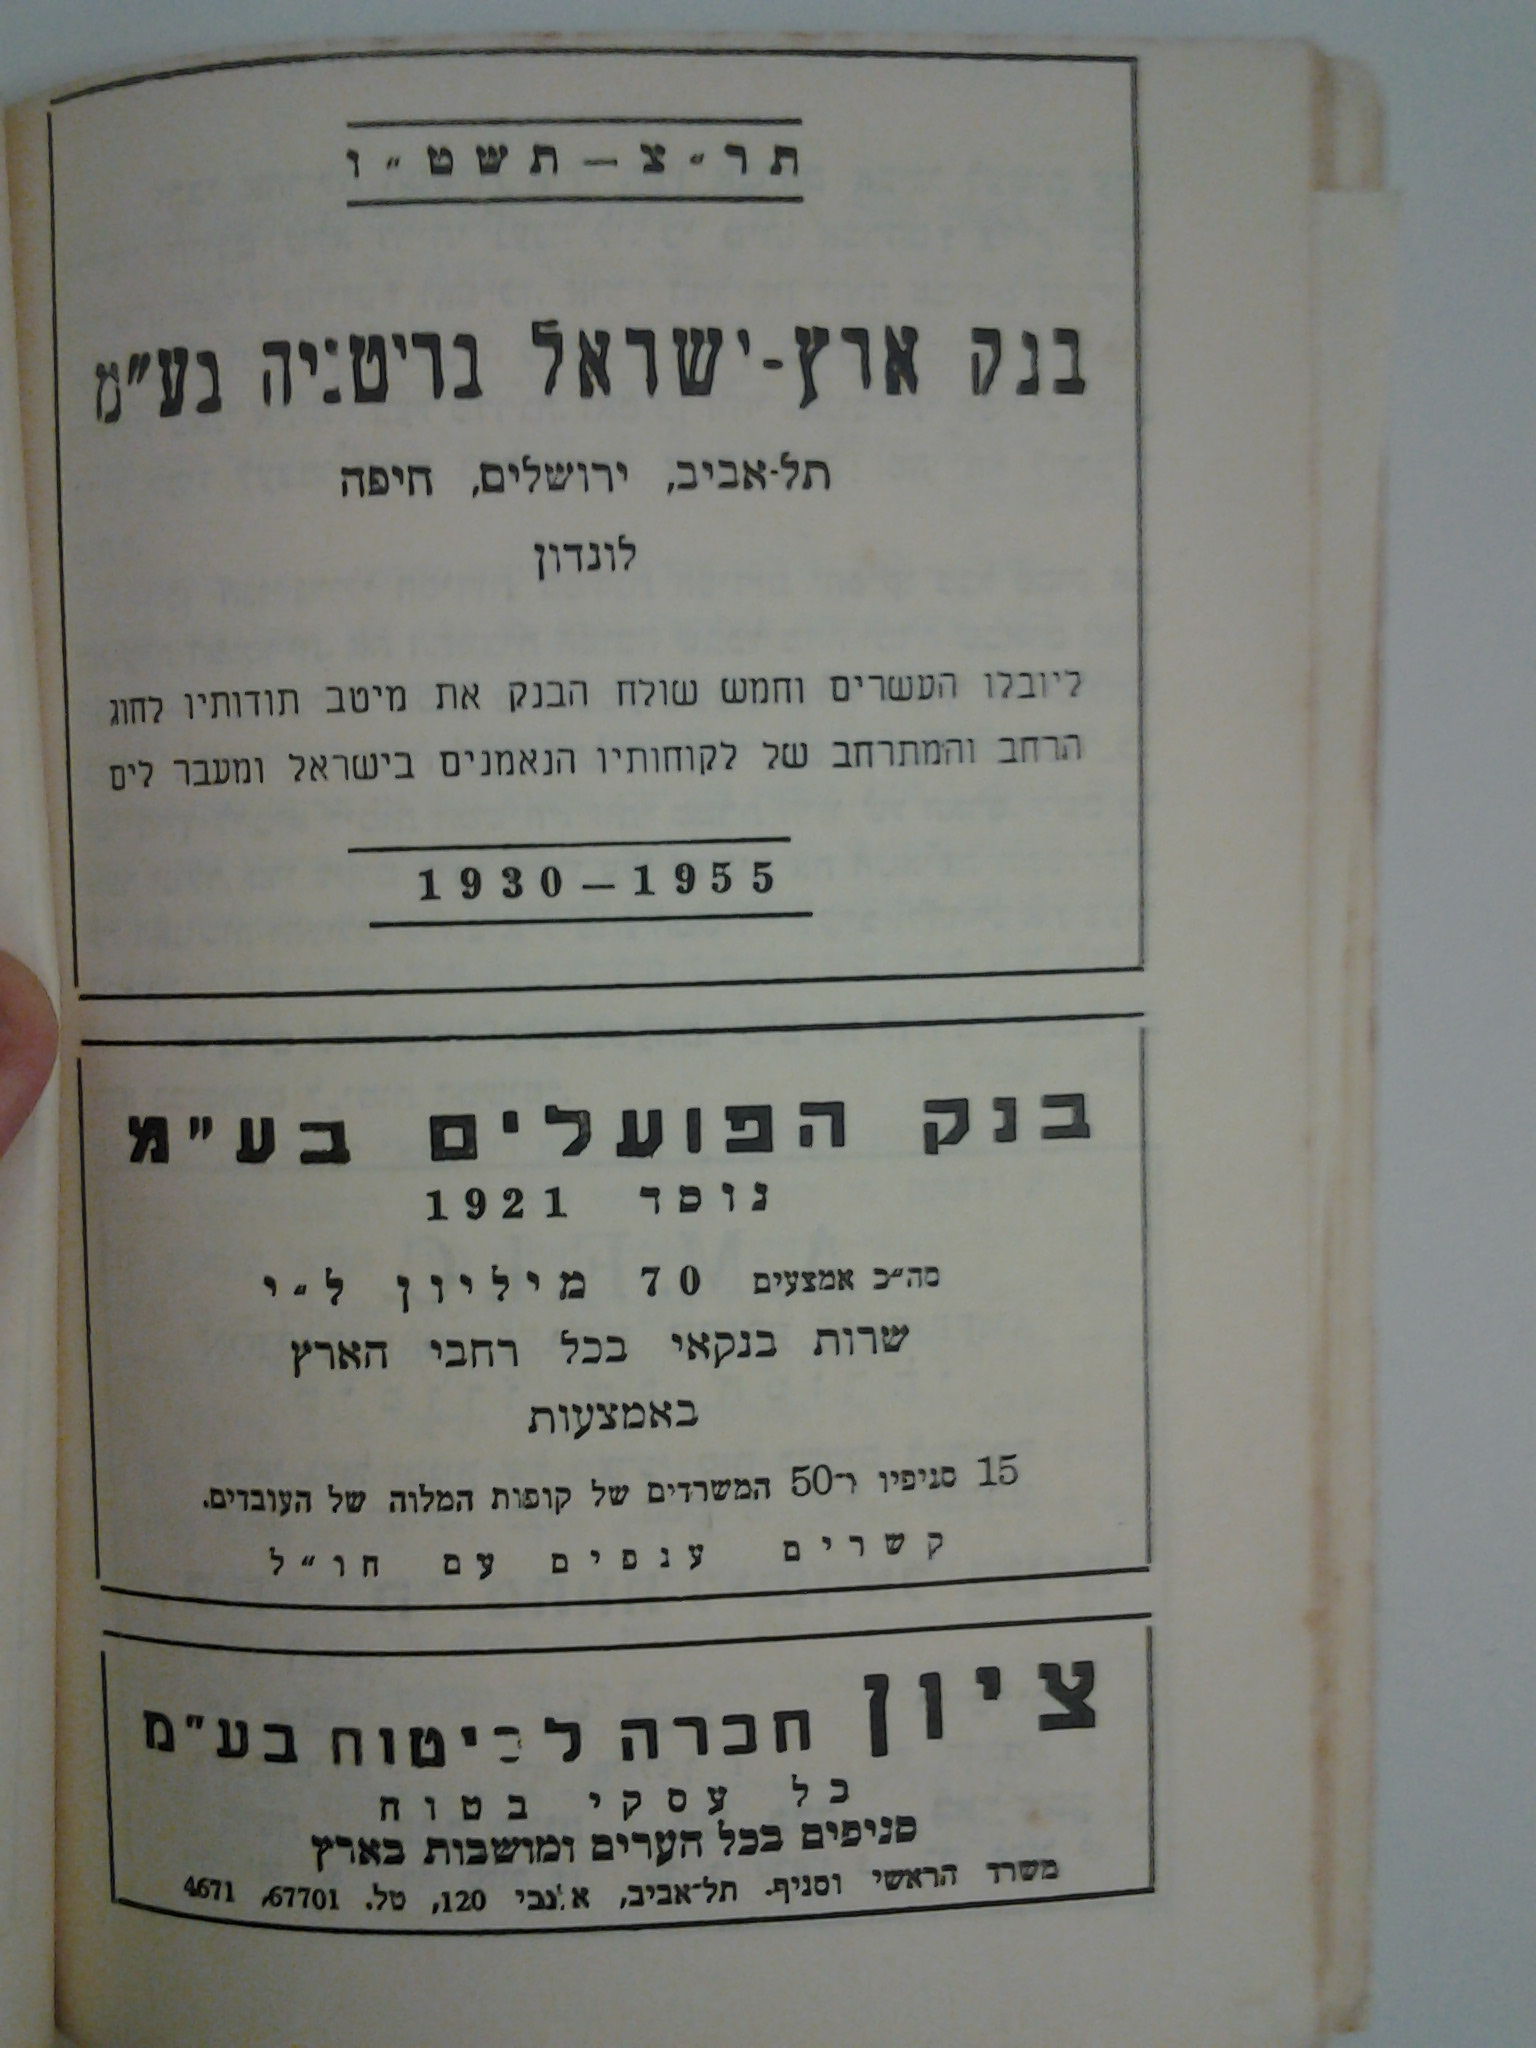 תר״צ — תשט״ו
בנק ארץ-ישראל בריטניה בע״מ
תל-אביב, ירושלים, חיפה
לונדון
ליובלו העשרים וחמש שולח הבנק את מיטב תודותיו לחוג
הרחב והמתרחב של לקוחותיו הנאמנים בישראל ומעבר לים
1930—1955
בנק הפועלים בע״מ
נוסד 1921
סה״כ אמצעים 70 מיליון ל״י
שרות בנקאי בכל רחבי הארץ
באמצעות
15 סניפיו ו־50 המשרדים של קופות המלוה של העובדים.
קשרים ענפים עם חו״ל
ציון חברה לביטוח בע״מ
כל עסקי בטוח
סניפים בכל הערים ומושבות בארץ
משרד הראשי וסניף. תל־אביב, אלנבי 120, טל. 67701, 4671